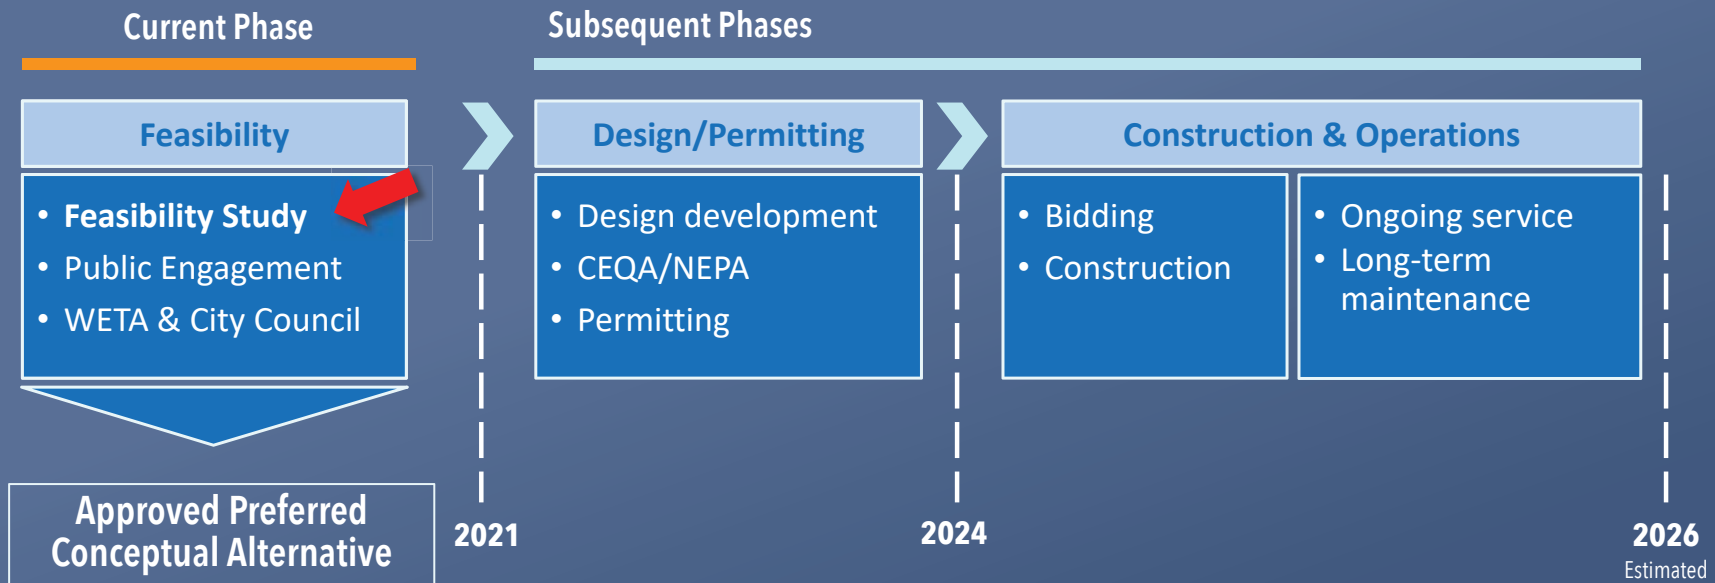 Current Phase
Subsequent Phases
Feasibility
• Feasibility Study
• Public Engagement
• WETA & City Council
Approved Preferred
Conceptual Alternative
2021
Design/Permitting
• Design development
• CEQA/NEPA
• Permitting
2024
Construction & Operations
• Bidding
• Construction
• Ongoing service
• Long-term
maintenance
2026
Estimated